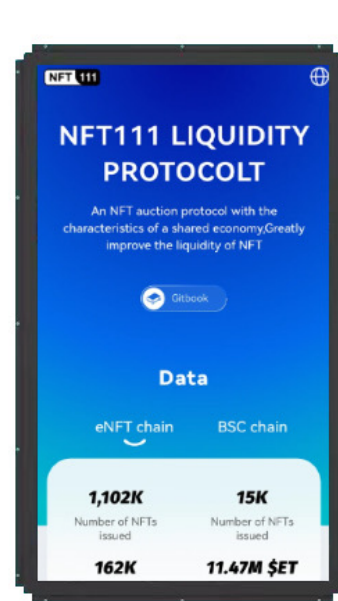 NFT 111
NFT111 LIQUIDITY
PROTOCOLT
An NFT auction protocol with the
characteristics of a shared economy,Greatly
improve the liquidity of NFT
Gitbook
Data
eNFT chain BSC chain
1,102K 15K
Number of NFTs Number of NFTs
issued issued
162K 11.47M $ET